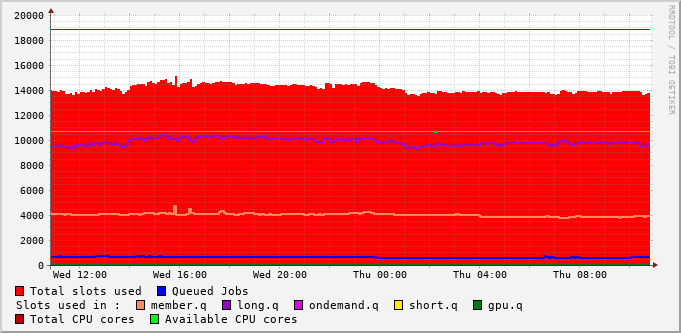 20000
18000
16000
14000
12000
10000
8000
6000
4000
2000
0
Wed 12:00 Wed 16:00 Wed 20:00 Thu 00:00 Thu 04:00 Thu 08:00
RRDTOOL / TOBI OETIKER
Total slots used Queued Jobs
Slots used in : member.q long.q ondemand.q short.q gpu.q
Total CPU cores Available CPU cores